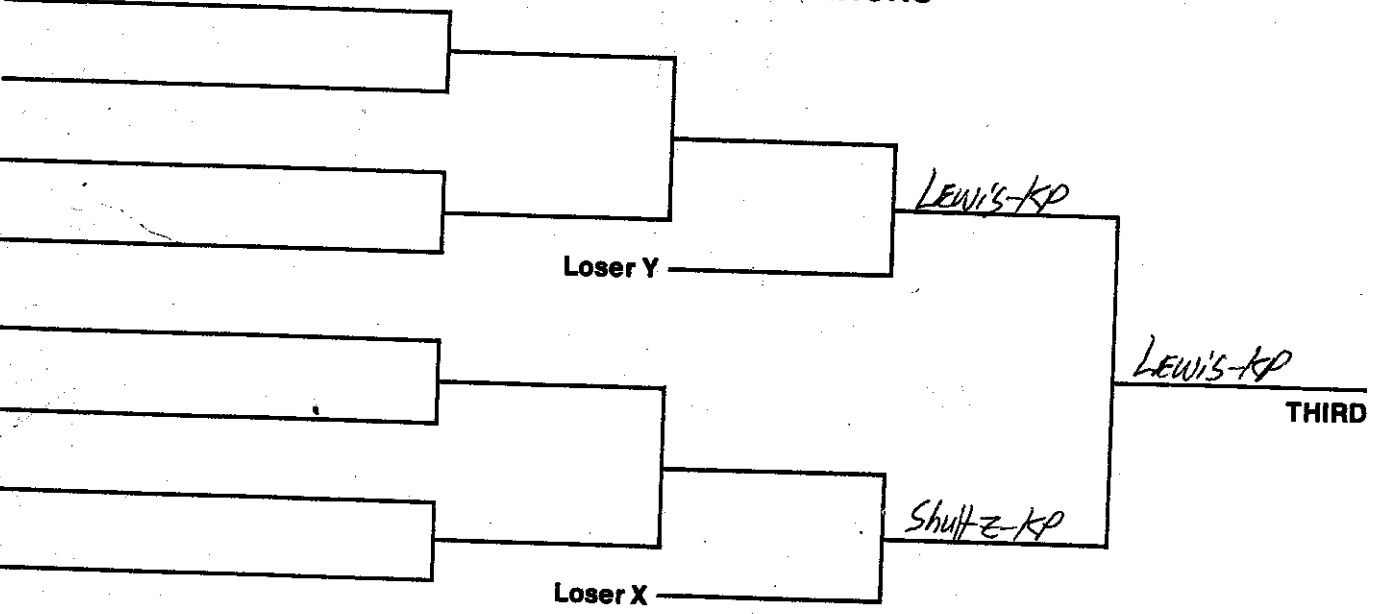 Lewis-KP
Loser Y
Lewis-KP
THIRD
Shultz-KP
Loser X